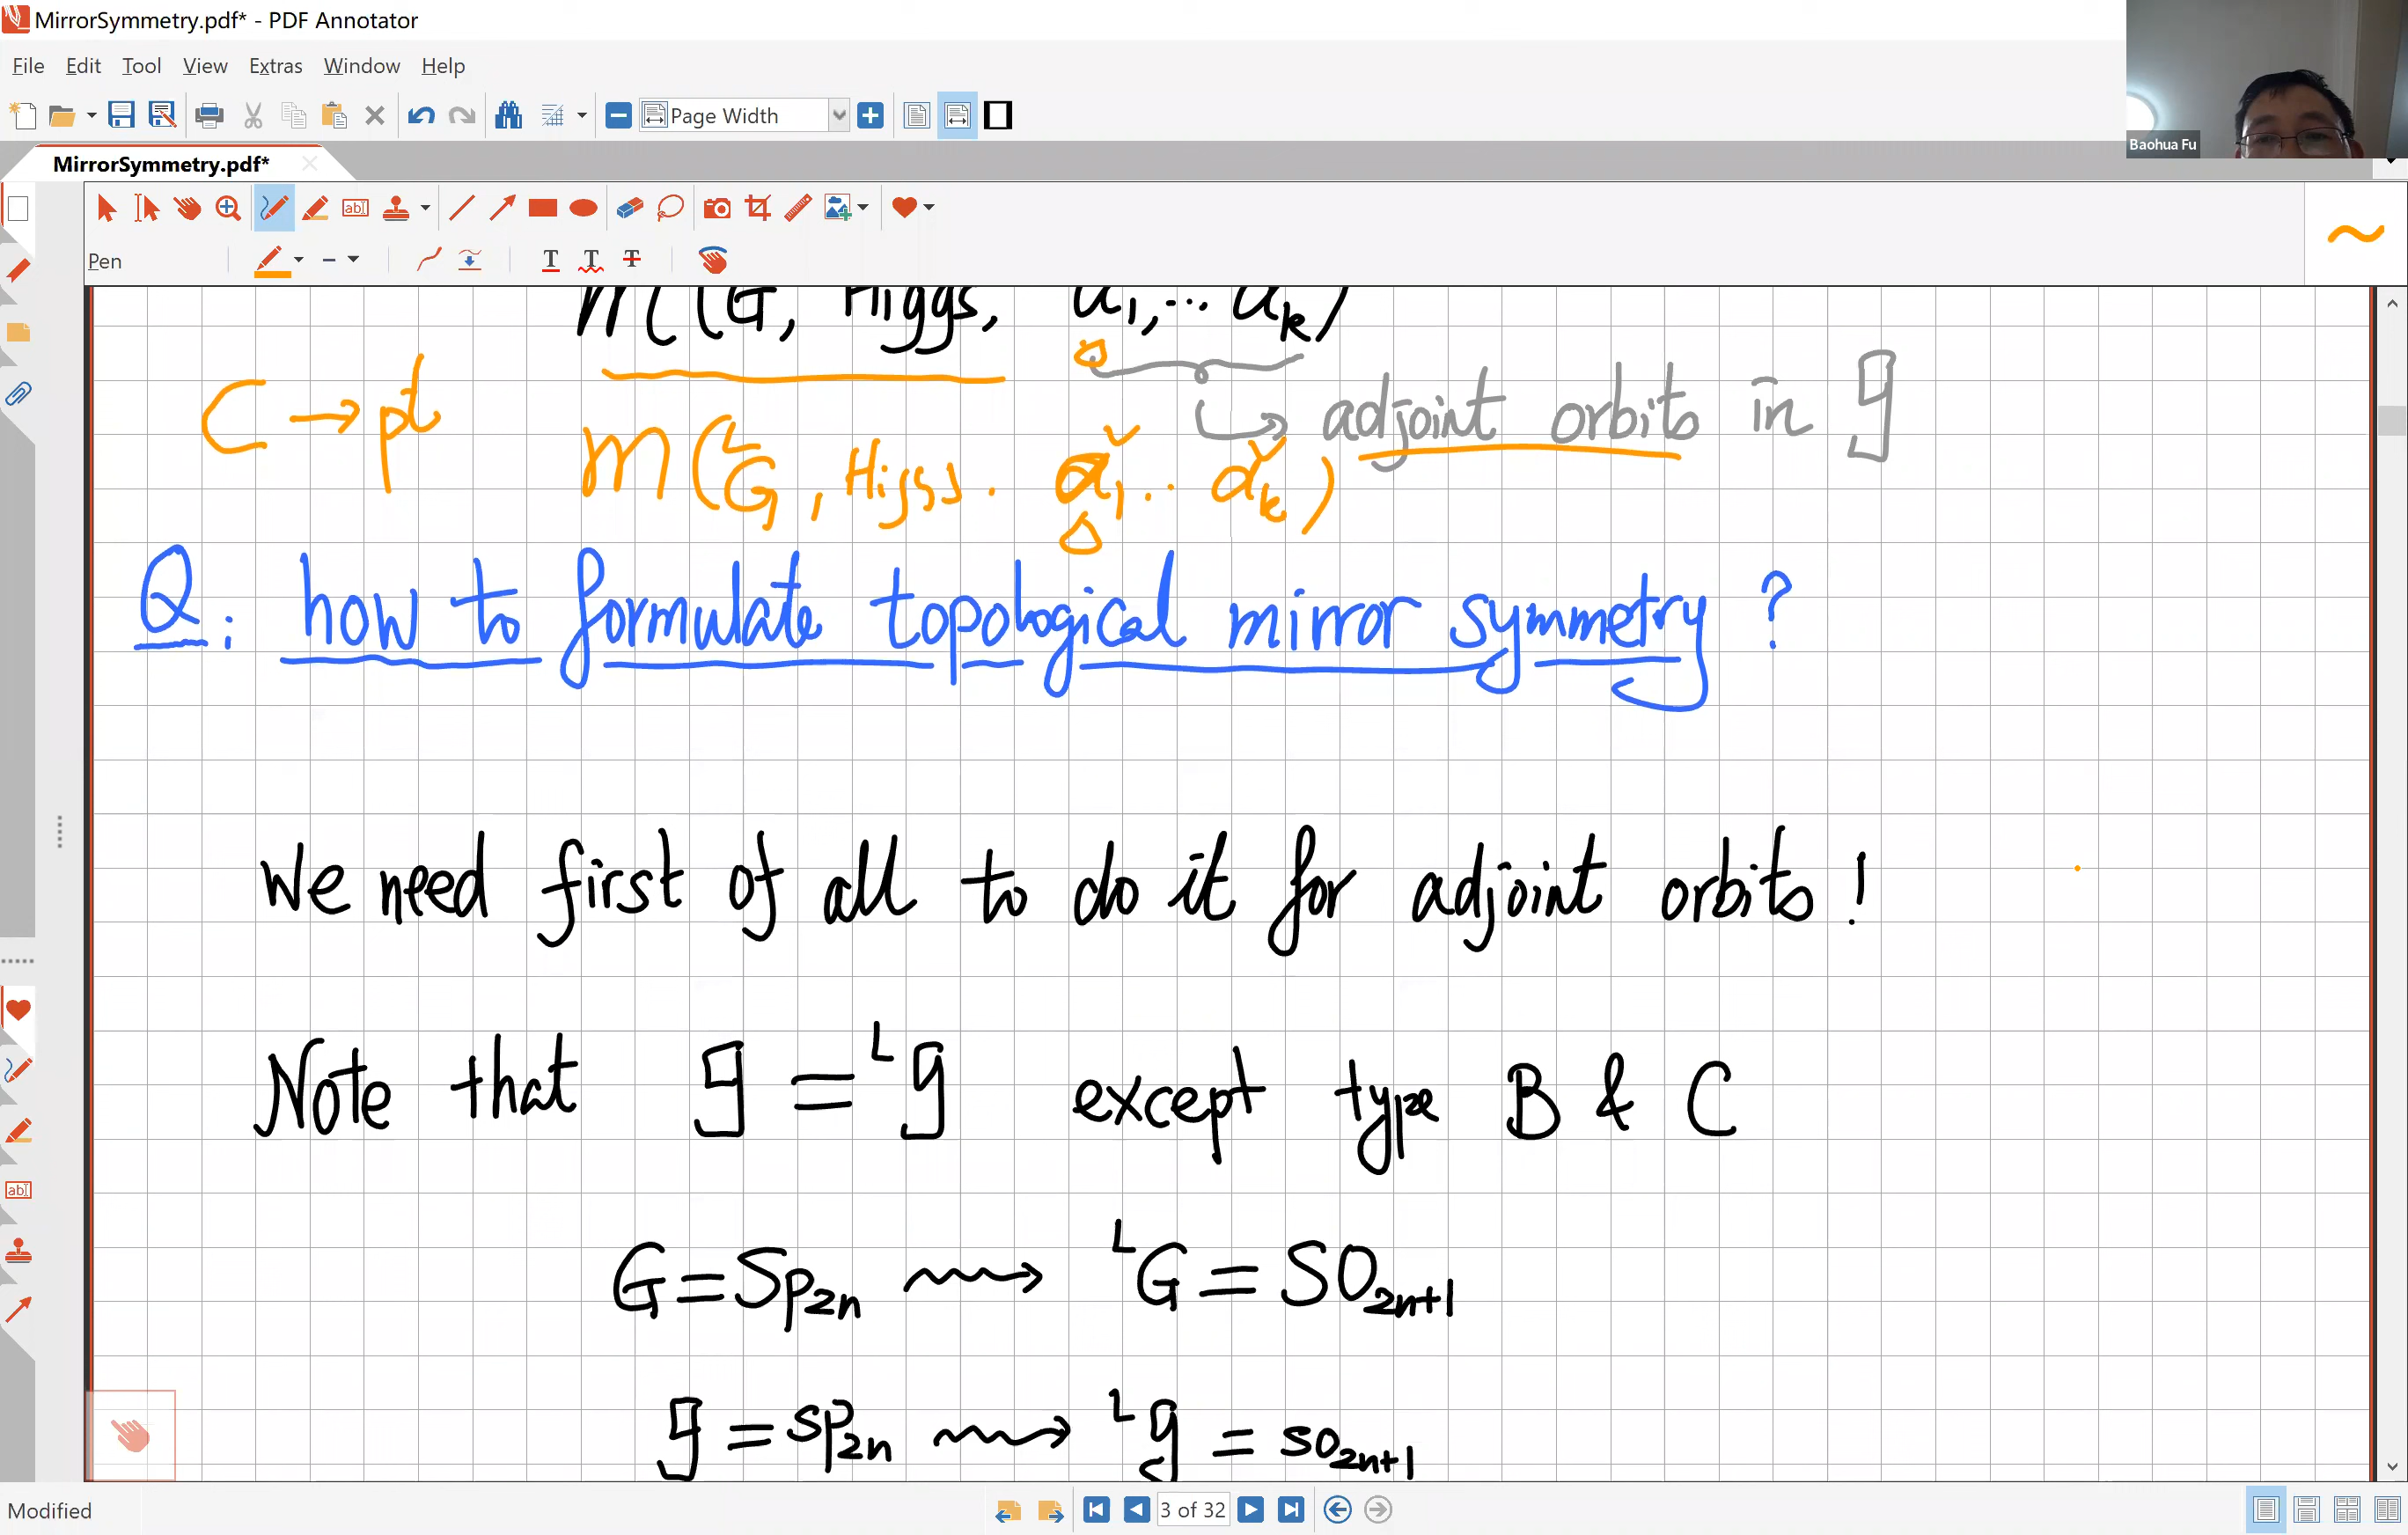 MirrorSymmetry.pdf* - PDF Annotator
File Edit Tool View Extras Window Help
Page Width
Baohua Fu
MirrorSymmetry.pdf*
Pen
m(G, Higgs, α₁,… αₖ)
C → pt
adjoint orbits in 𝔤
m(ᴸG, Higgs. α₁ᵛ .. αₖᵛ)
Q: how to formulate topological mirror symmetry?
We need first of all to do it for adjoint orbits!
Note that 𝔤 = ᴸ𝔤 except type B & C
G = Sp₂ₙ ⇝ ᴸG = SO₂ₙ₊₁
𝔤 = sp₂ₙ ⇝ ᴸ𝔤 = so₂ₙ₊₁
Modified
3 of 32